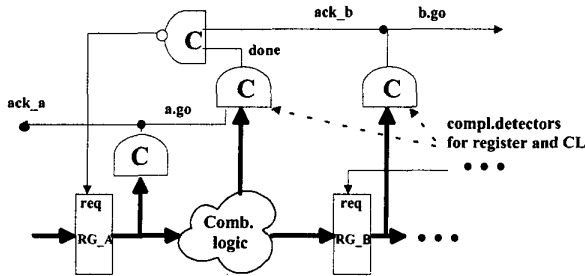 ack_b
b.go
C
done
ack_a
a.go
C
C
C
compl.detectors
for register and CL
req
RG_A
Comb.
logic
req
RG_B